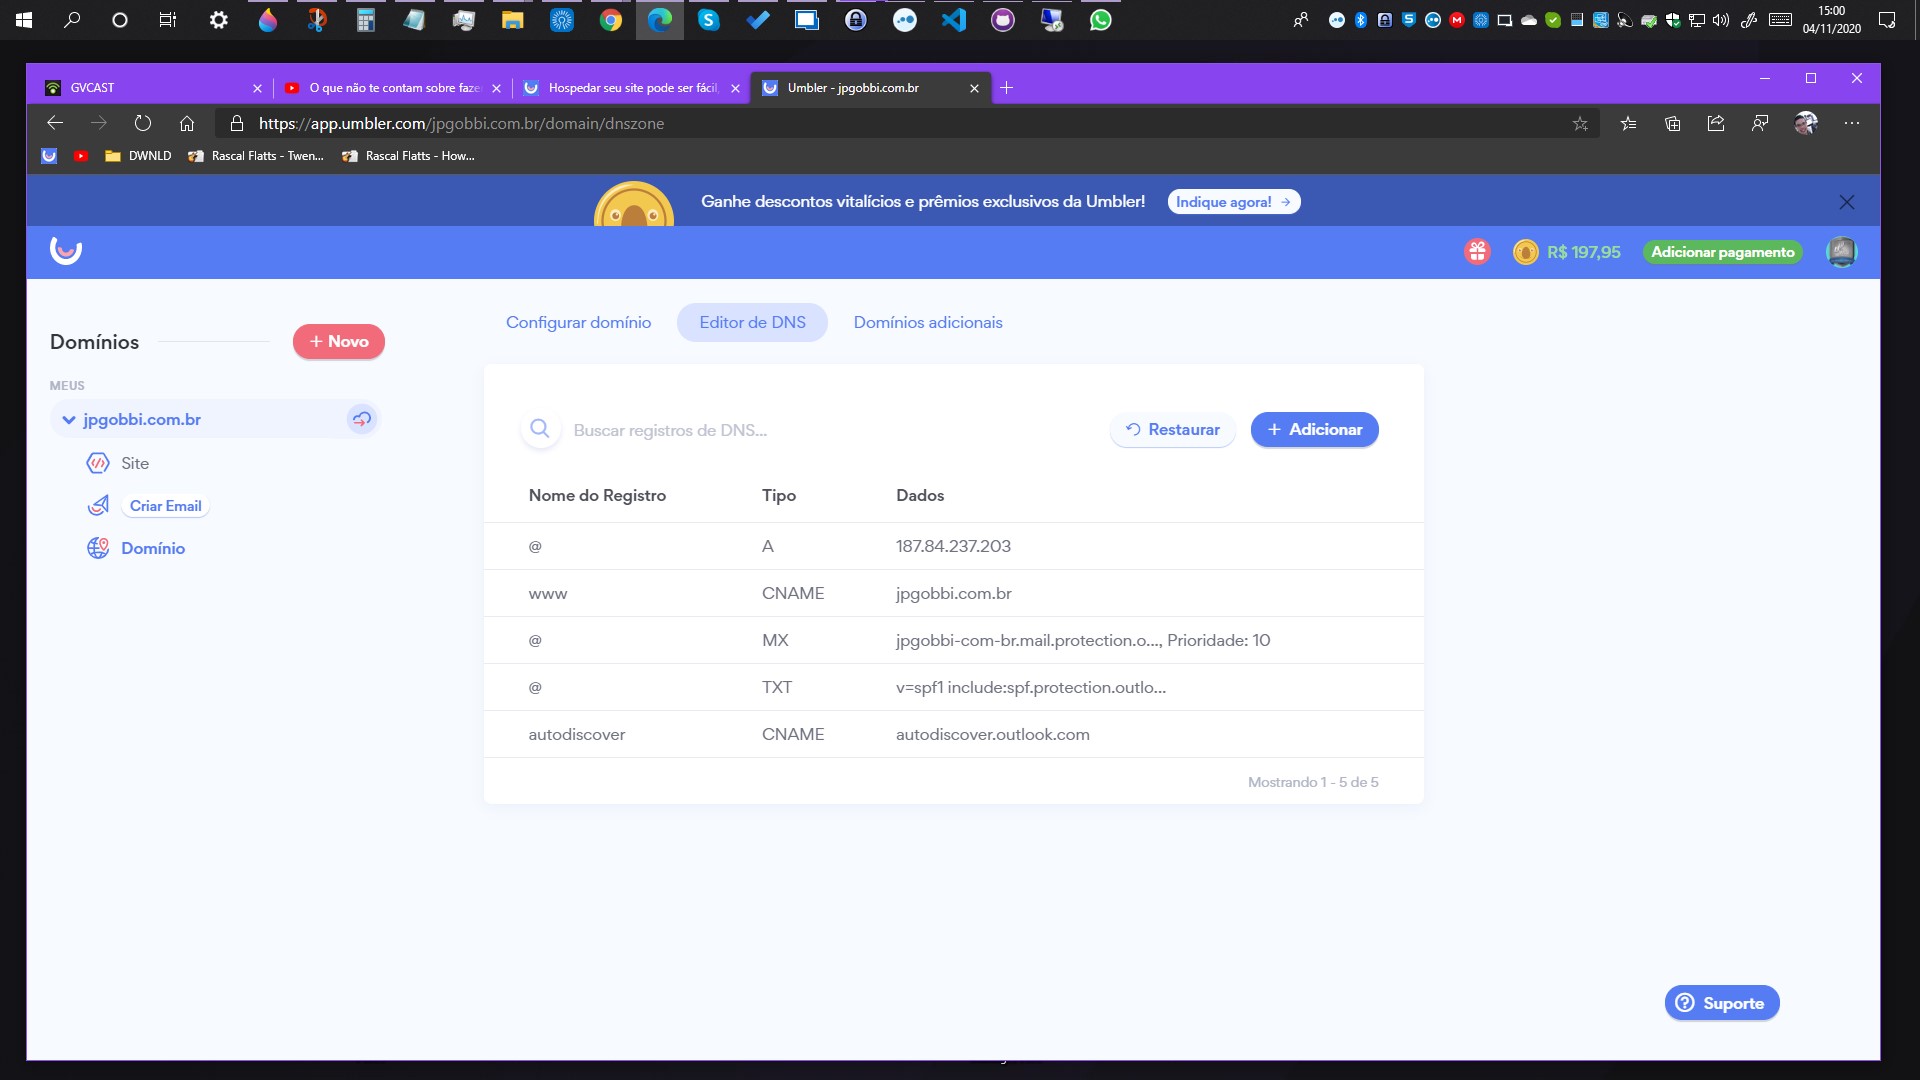 15:00
04/11/2020
GVCAST
O que não te contam sobre faze
Hospedar seu site pode ser fácil,
Umbler - jpgobbi.com.br
https://app.umbler.com/jpgobbi.com.br/domain/dnszone
DWNLD
Rascal Flatts - Twen...
Rascal Flatts - How...
Ganhe descontos vitalícios e prêmios exclusivos da Umbler!
Indique agora!
R$ 197,95
Adicionar pagamento
Configurar domínio
Editor de DNS
Domínios adicionais
Domínios
+ Novo
MEUS
jpgobbi.com.br
Site
Criar Email
Domínio
Buscar registros de DNS...
Restaurar
+ Adicionar
Nome do Registro Tipo Dados
@ A 187.84.237.203
www CNAME jpgobbi.com.br
@ MX jpgobbi-com-br.mail.protection.o..., Prioridade: 10
@ TXT v=spf1 include:spf.protection.outlo...
autodiscover CNAME autodiscover.outlook.com
Mostrando 1 - 5 de 5
Suporte